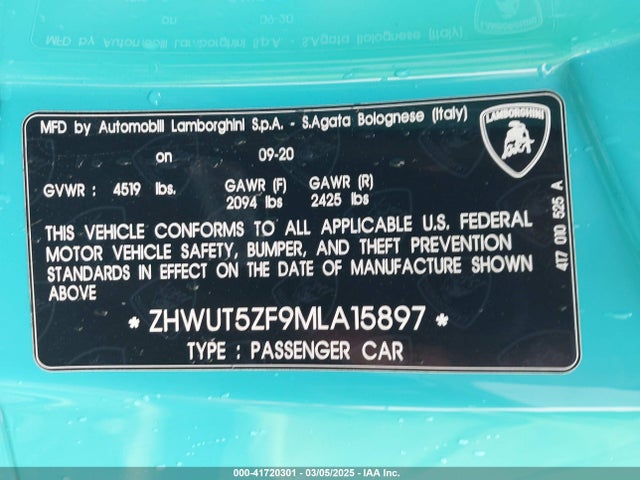 MFD by Automobili Lamborghini S.p.A. - S.Agata Bolognese (Italy)
on 09-20
LAMBORGHINI
GVWR : 4519 lbs. GAWR (F) GAWR (R)
2094 lbs 2425 lbs
THIS VEHICLE CONFORMS TO ALL APPLICABLE U.S. FEDERAL
MOTOR VEHICLE SAFETY, BUMPER, AND THEFT PREVENTION
STANDARDS IN EFFECT ON THE DATE OF MANUFACTURE SHOWN
ABOVE
* ZHWUT5ZF9MLA15897 *
TYPE : PASSENGER CAR
417 010 525 A
000-41720301 - 03/05/2025 - IAA Inc.